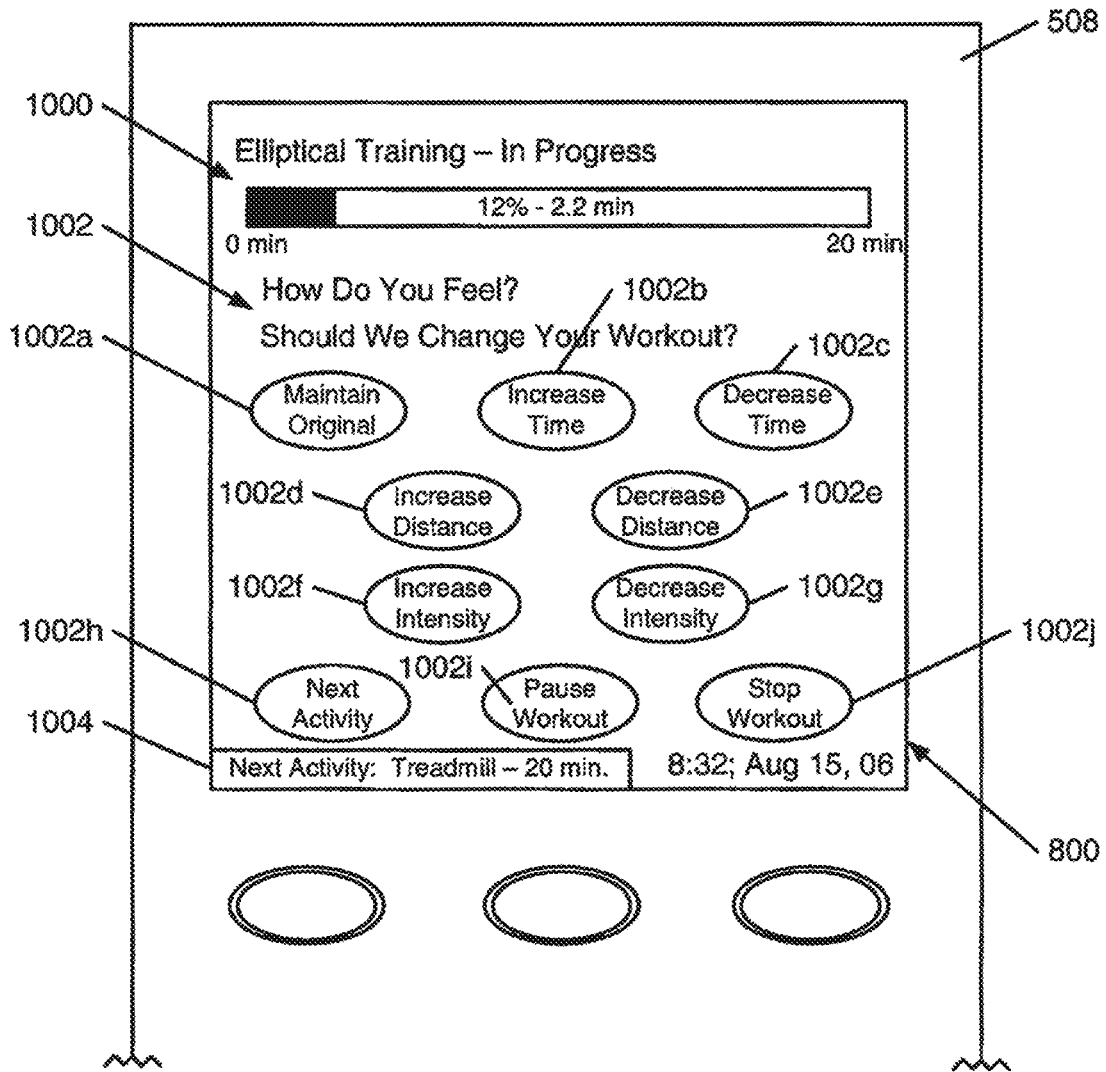 508
1000
Elliptical Training – In Progress
12% - 2.2 min
0 min 20 min
1002
How Do You Feel? 1002b
1002a Should We Change Your Workout? 1002c
Maintain Original
Increase Time
Decrease Time
1002d Increase Distance
Decrease Distance 1002e
1002f Increase Intensity
Decrease Intensity 1002g
1002h 1002i 1002j
Next Activity
Pause Workout
Stop Workout
1004
Next Activity: Treadmill – 20 min. 8:32; Aug 15, 06
800